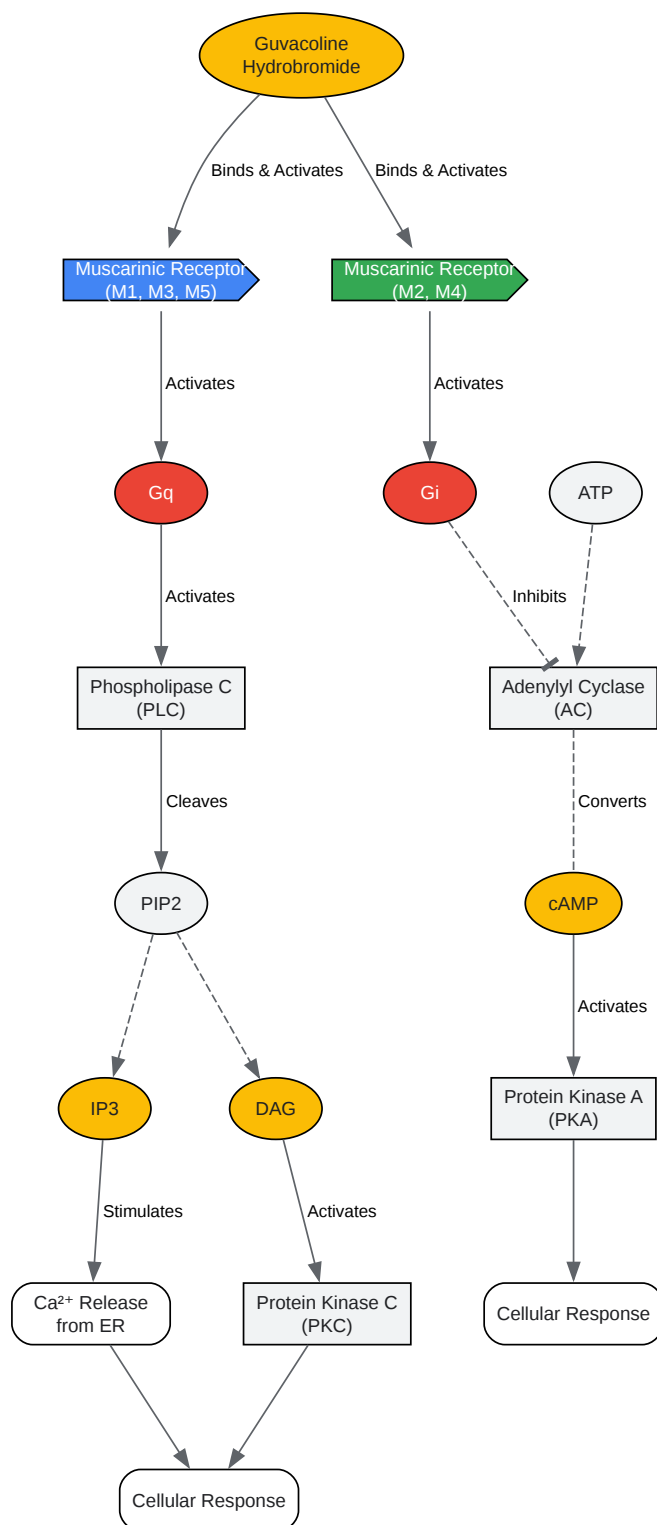 Guvacoline
Hydrobromide
Binds & Activates
Binds & Activates
Muscarinic Receptor
(M1, M3, M5)
Muscarinic Receptor
(M2, M4)
Activates
Activates
Gq
Gi
ATP
Activates
Inhibits
Phospholipase C
(PLC)
Adenylyl Cyclase
(AC)
Cleaves
Converts
PIP2
cAMP
Activates
IP3
DAG
Protein Kinase A
(PKA)
Stimulates
Activates
Ca²⁺ Release
from ER
Protein Kinase C
(PKC)
Cellular Response
Cellular Response